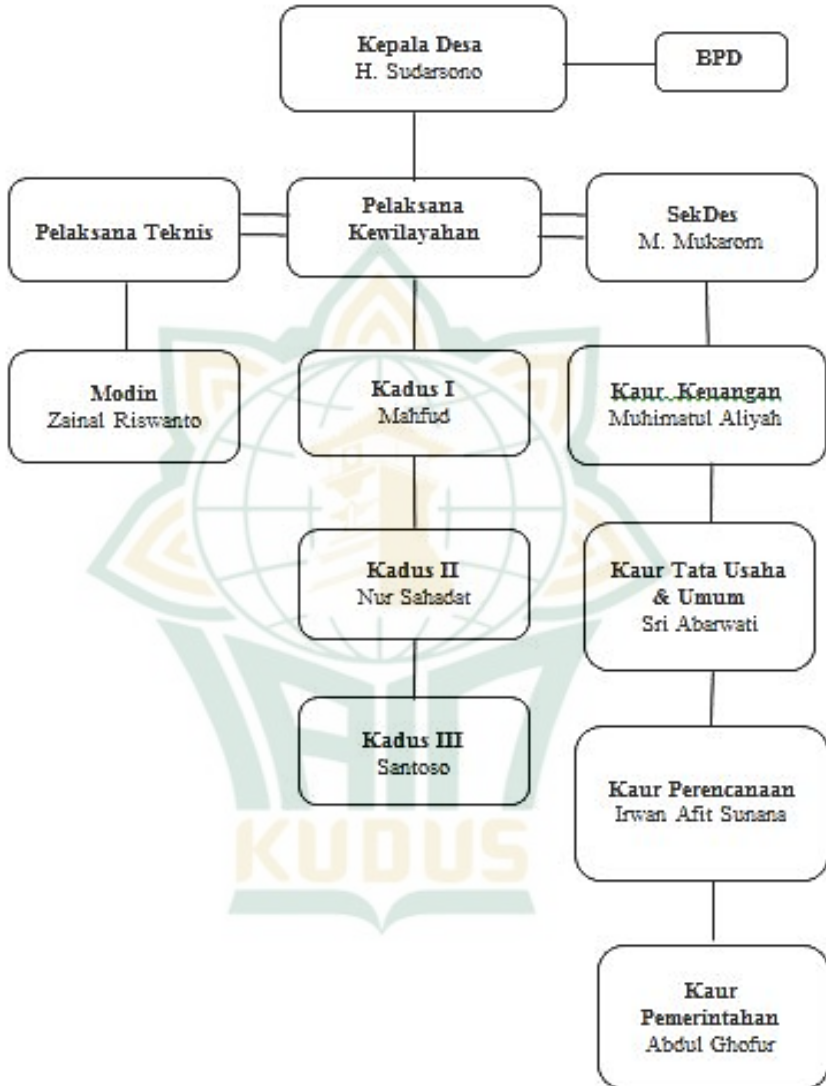 Kepala Desa
H. Sudarsono
BPD
Pelaksana Teknis
Pelaksana
Kewilayahan
SekDes
M. Mukarom
Modin
Zainal Riswanto
Kadus I
Mahfud
Kaur. Keuangan
Muhimatul Aliyah
Kadus II
Nur Sahadat
Kaur Tata Usaha
& Umum
Sri Abarwati
Kadus III
Santoso
Kaur Perencanaan
Irwan Afit Sunana
IAIN
KUDUS
Kaur
Pemerintahan
Abdul Ghofur